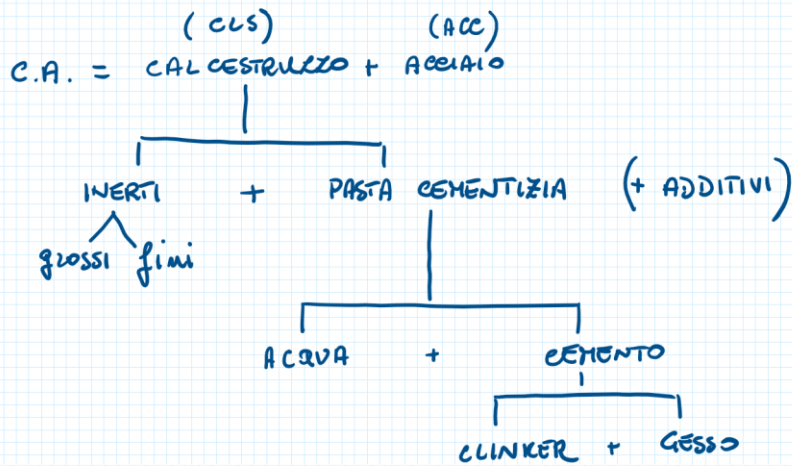 (CLS) (ACC)
C.A. = CALCESTRUZZO + ACCIAIO
INERTI + PASTA CEMENTIZIA (+ ADDITIVI)
grossi fini
ACQUA + CEMENTO
CLINKER + GESSO